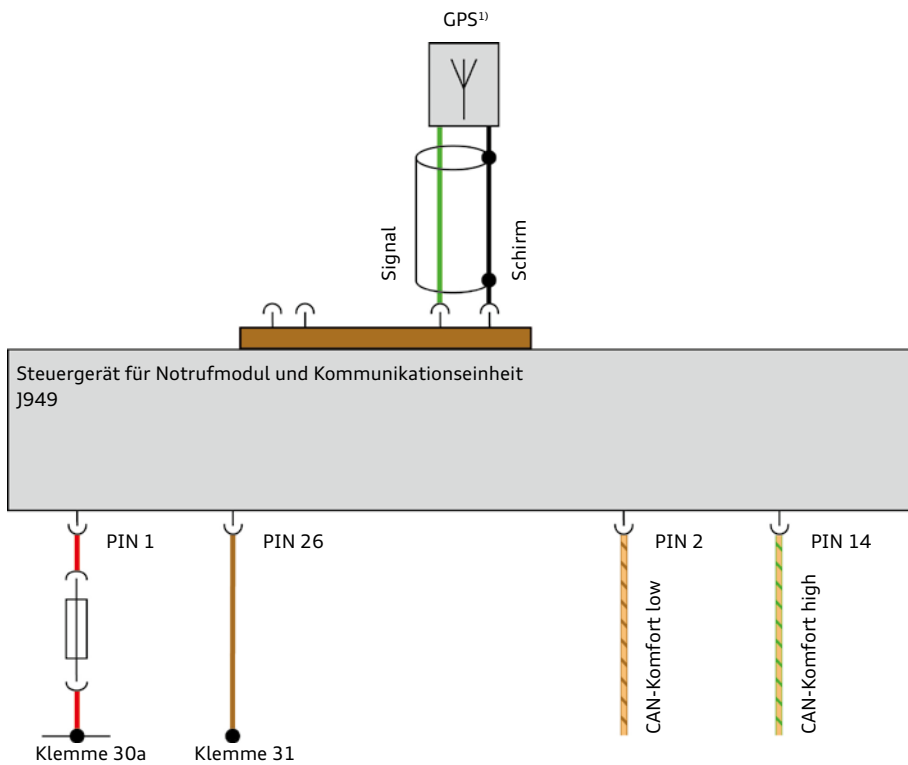 GPS¹⁾
Signal
Schirm
Steuergerät für Notrufmodul und Kommunikationseinheit
J949
PIN 1
PIN 26
PIN 2
PIN 14
CAN-Komfort low
CAN-Komfort high
Klemme 30a
Klemme 31